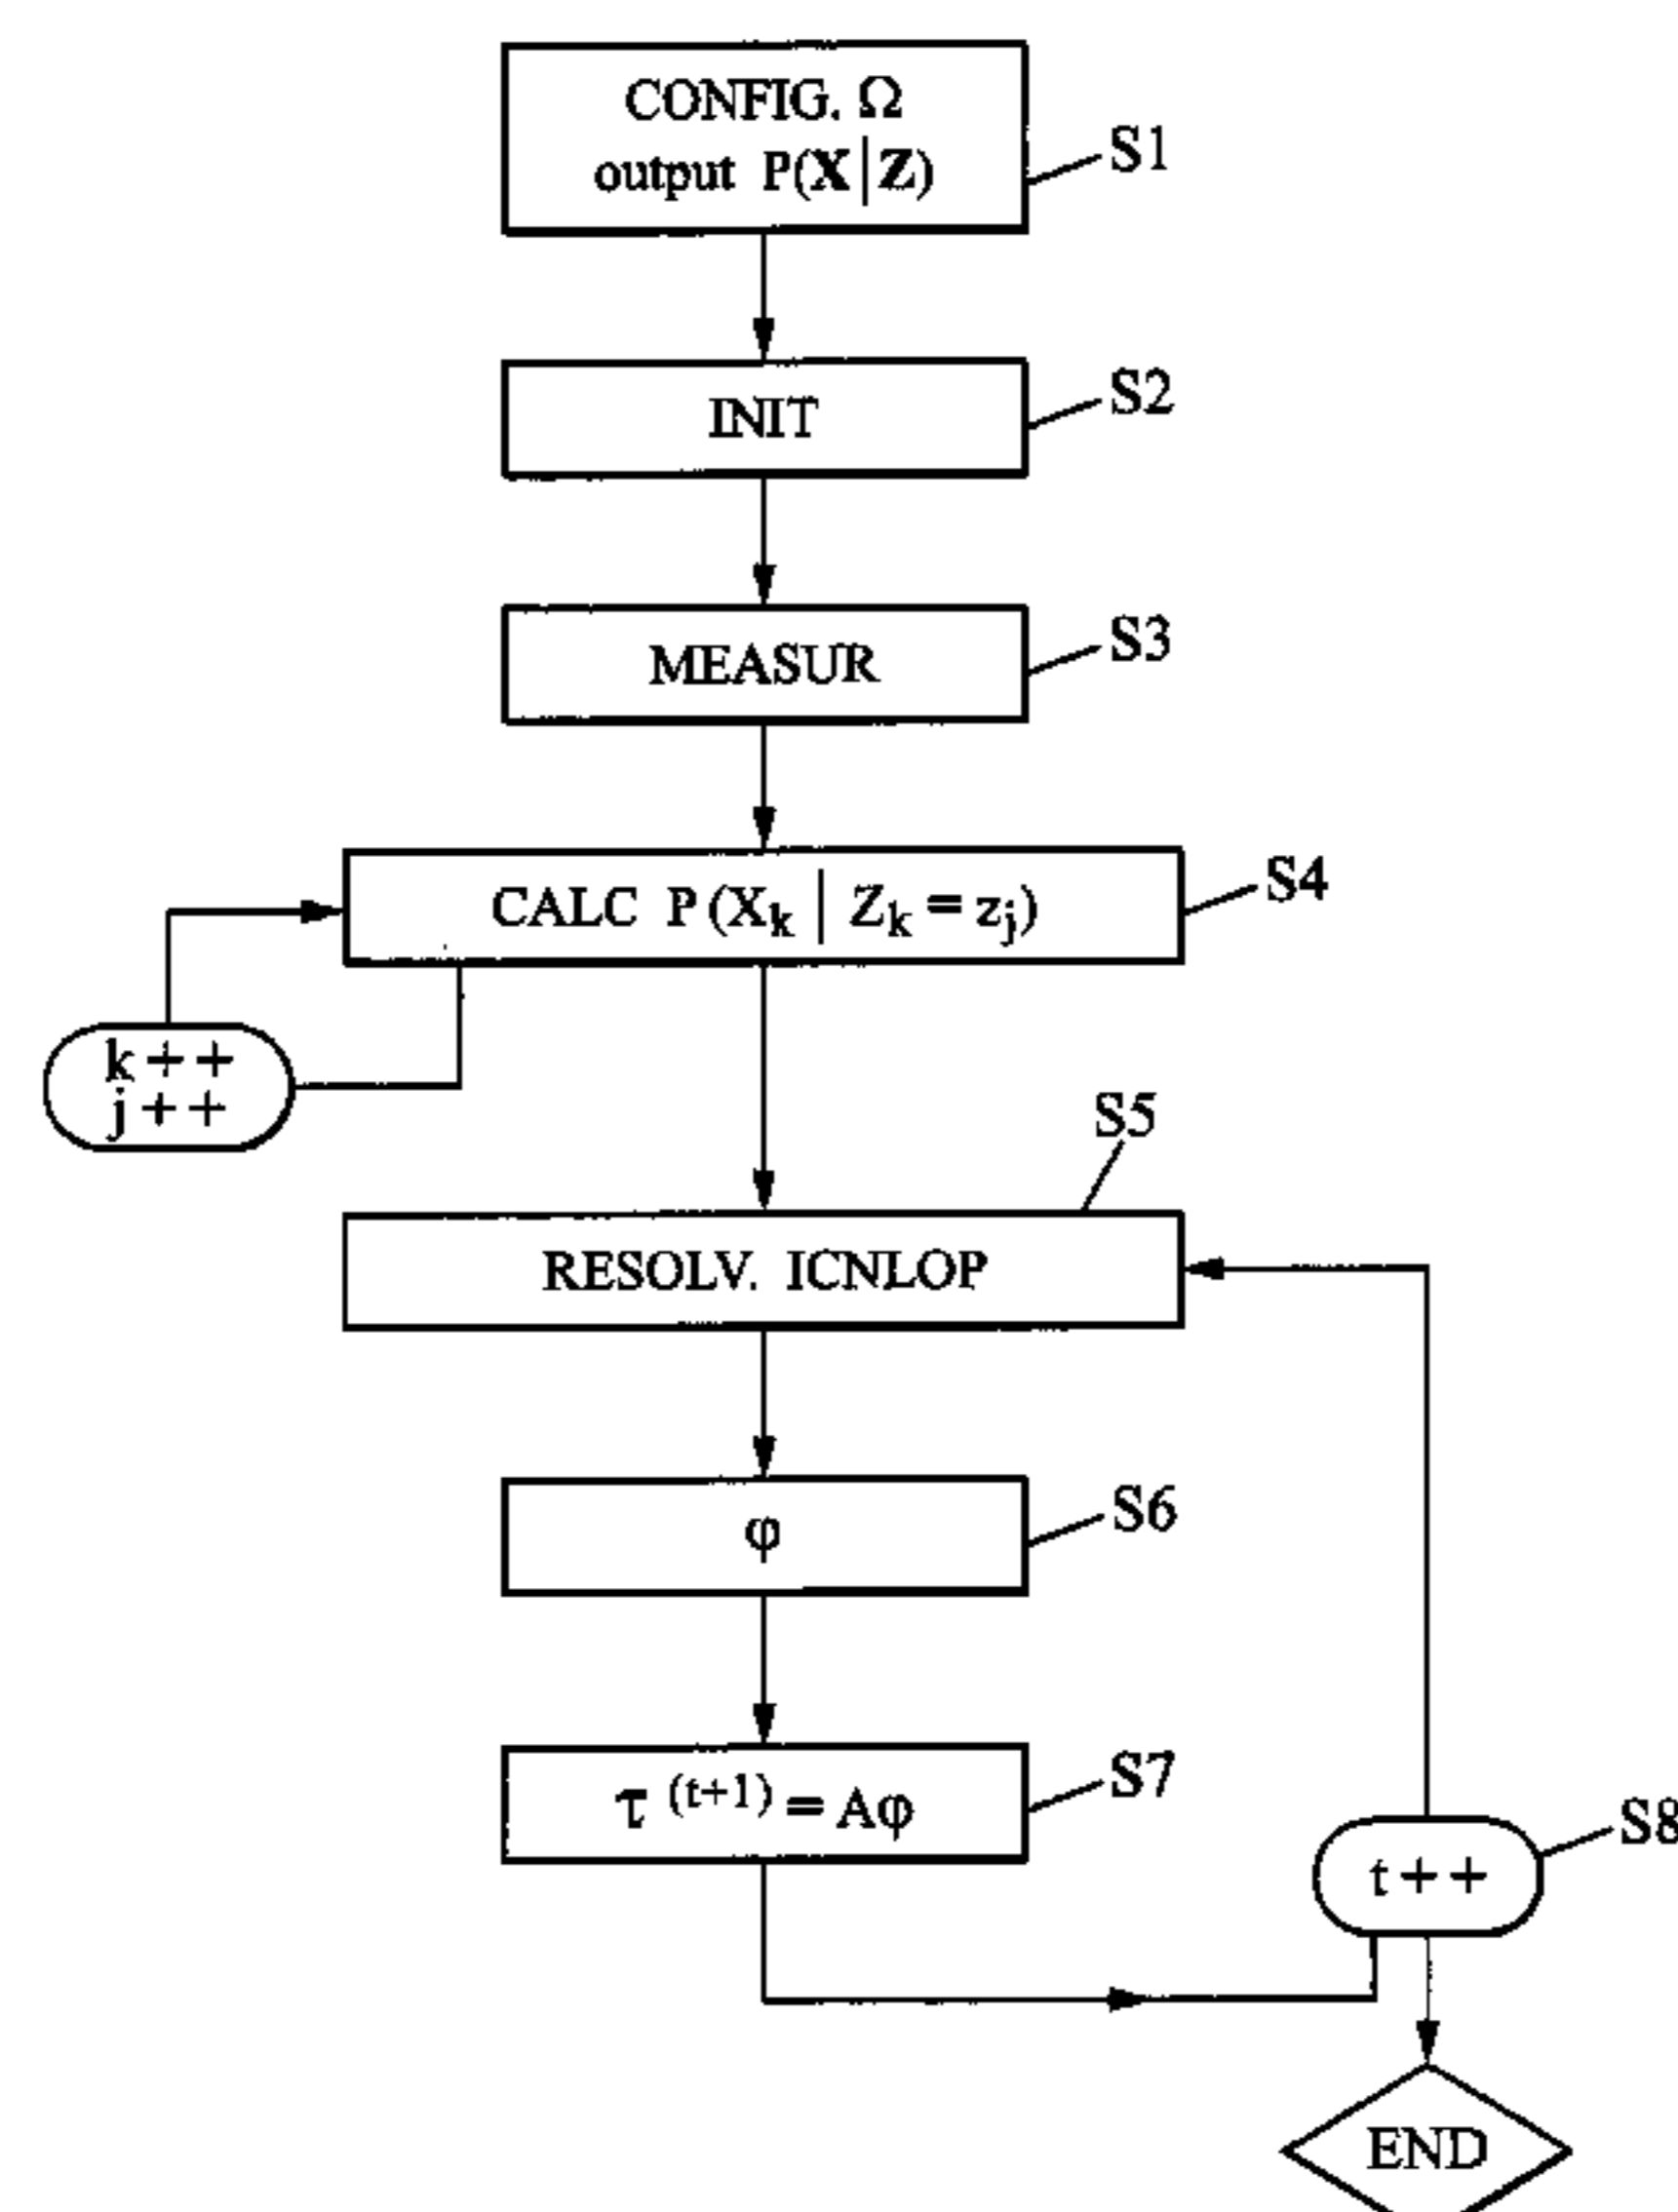 CONFIG. Ω
output P(X|Z)
S1
INIT
S2
MEASUR
S3
CALC P(Xk | Zk = zj)
S4
k++
j++
S5
RESOLV. ICNLOP
φ
S6
τ (t+1) = Aφ
S7
t++
S8
END